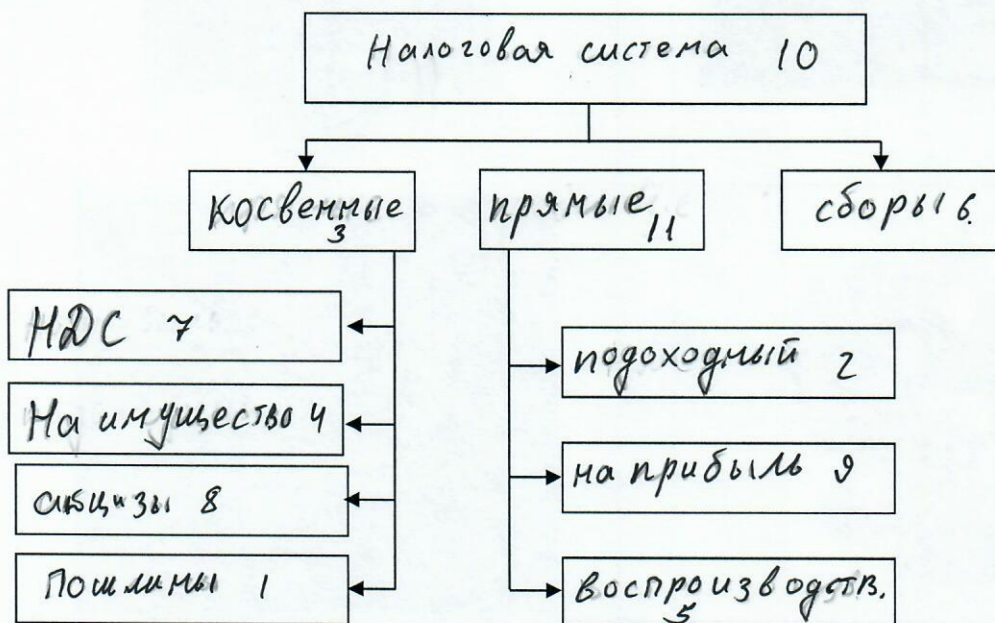 Налоговая система 10
косвенные
3
прямые
11
сборы 6.
НДС 7
На имущество 4
акцизы 8
Пошлины 1
подоходный 2
на прибыль 9
воспроизводств.
5